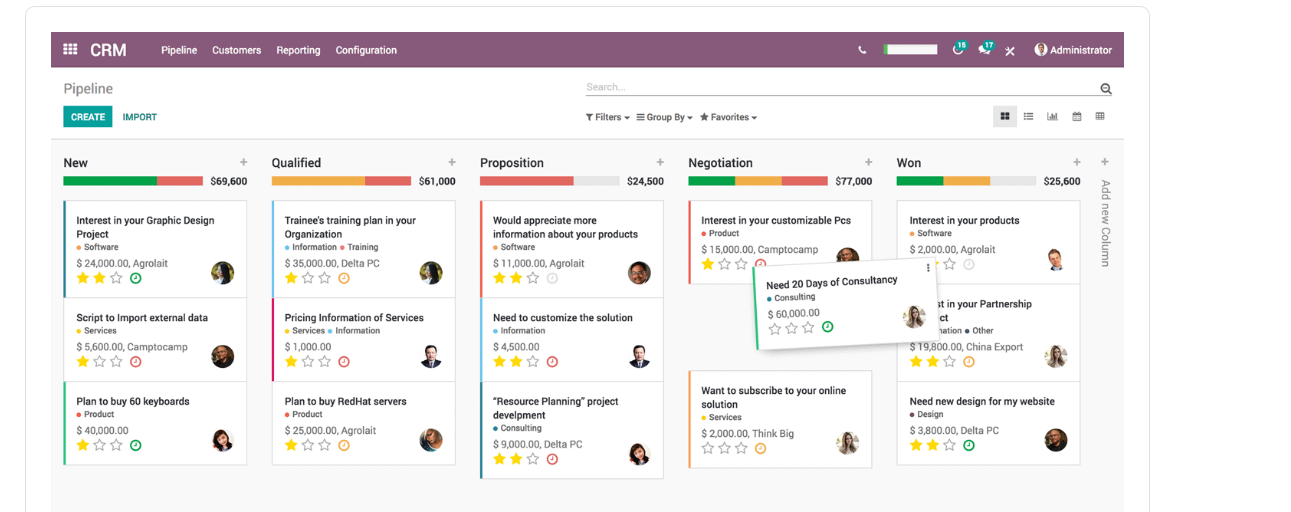 CRM Pipeline Customers Reporting Configuration 15 17 Administrator
Pipeline Search...
CREATE IMPORT Filters Group By Favorites
New + Qualified + Proposition + Negotiation + Won + +
$69,600 $61,000 $24,500 $77,000 $25,600
Add new Column
Interest in your Graphic Design
Project
Software
$ 24,000.00, Agrolait
Script to Import external data
Services
$ 5,600.00, Camptocamp
Plan to buy 60 keyboards
Product
$ 40,000.00
Trainee's training plan in your
Organization
Information Training
$ 35,000.00, Delta PC
Pricing Information of Services
Services Information
$ 1,000.00
Plan to buy RedHat servers
Product
$ 25,000.00, Agrolait
Would appreciate more
information about your products
Software
$ 11,000.00, Agrolait
Need to customize the solution
Information
$ 4,500.00
"Resource Planning" project
develpment
Consulting
$ 9,000.00, Delta PC
Interest in your customizable Pcs
Product
$ 15,000.00, Camptocamp
Need 20 Days of Consultancy
Consulting
$ 60,000.00
Want to subscribe to your online
solution
Services
$ 2,000.00, Think Big
Interest in your products
Software
$ 2,000.00, Agrolait
in your Partnership
Other
$ 19,800.00, China Export
Need new design for my website
Design
$ 3,800.00, Delta PC